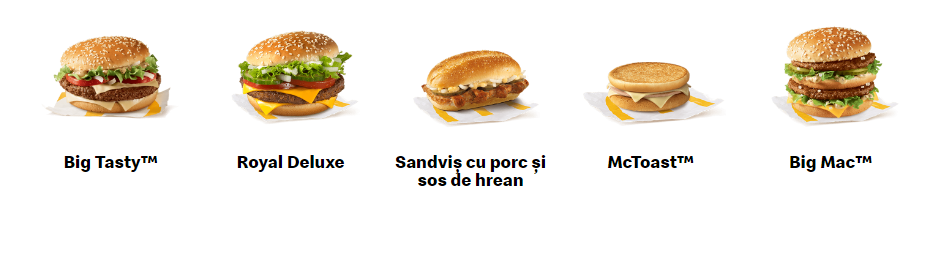 Big Tasty™
Royal Deluxe
Sandviș cu porc și
sos de hrean
McToast™
Big Mac™